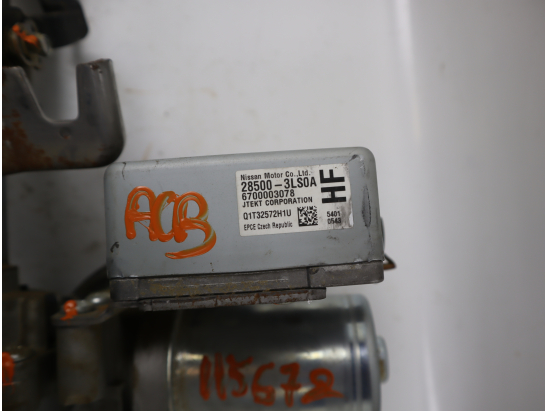 Nissan Motor Co.,Ltd.
28500-3LS0A
6700003078
JTEKT CORPORATION
Q1T32572H1U
EPCE Czech Republic
HF
5401
0543
ACB
115672